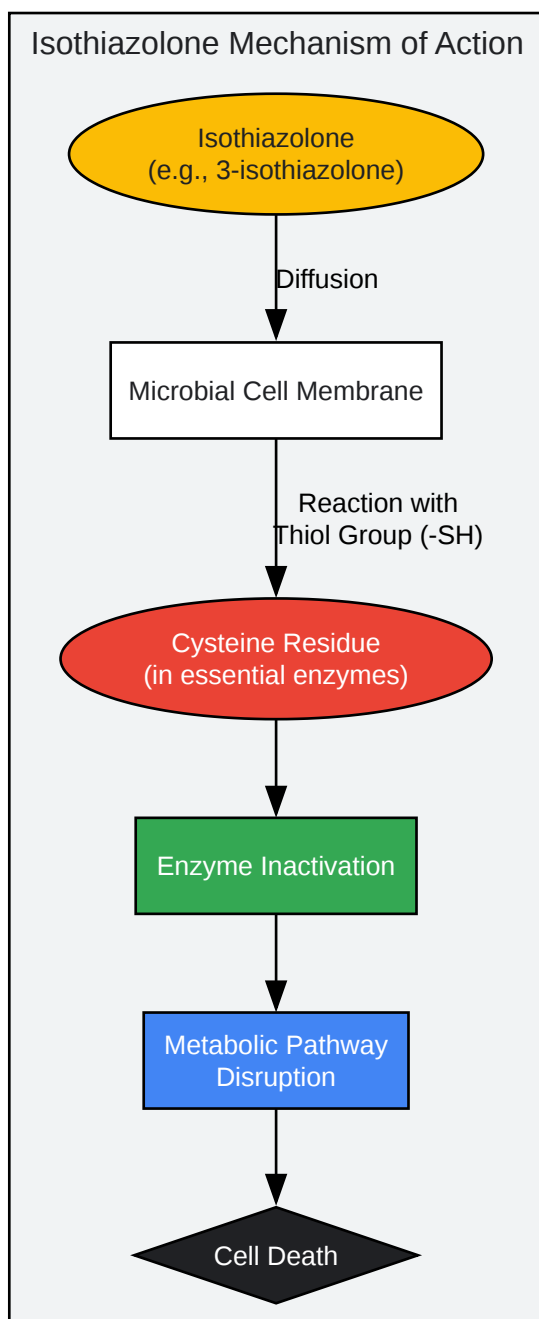 Isothiazolone Mechanism of Action
Isothiazolone
(e.g., 3-isothiazolone)
Diffusion
Microbial Cell Membrane
Reaction with
Thiol Group (-SH)
Cysteine Residue
(in essential enzymes)
Enzyme Inactivation
Metabolic Pathway
Disruption
Cell Death